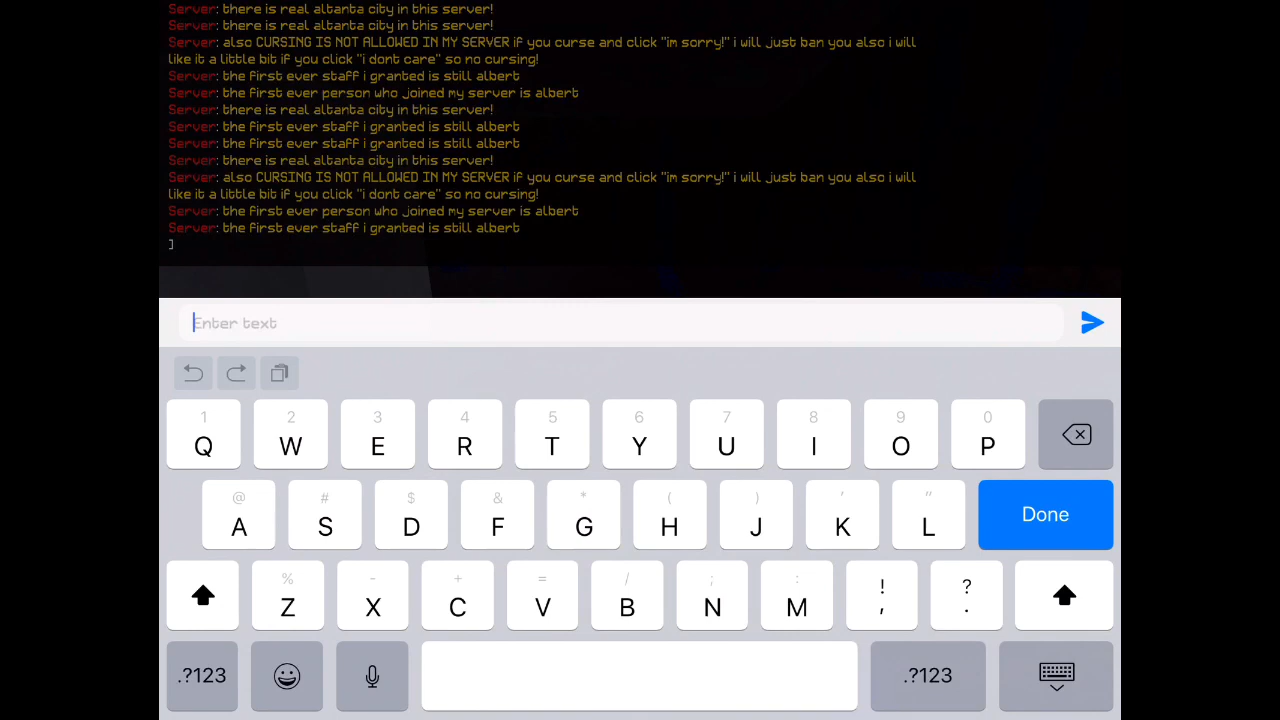 Server: there is real altanta city in this server!
Server: there is real altanta city in this server!
Server: also CURSING IS NOT ALLOWED IN MY SERVER if you curse and click "im sorry!" i will just ban you also i will
like it a little bit if you click "i dont care" so no cursing!
Server: the first ever staff i granted is still albert
Server: the first ever person who joined my server is albert
Server: there is real altanta city in this server!
Server: the first ever staff i granted is still albert
Server: the first ever staff i granted is still albert
Server: there is real altanta city in this server!
Server: also CURSING IS NOT ALLOWED IN MY SERVER if you curse and click "im sorry!" i will just ban you also i will
like it a little bit if you click "i dont care" so no cursing!
Server: the first ever person who joined my server is albert
Server: the first ever staff i granted is still albert
]
Enter text
1 2 3 4 5 6 7 8 9 0
Q W E R T Y U I O P
@ # $ & * ( ) ' "
A S D F G H J K L Done
% - + = / ; : ! ?
Z X C V B N M , .
.?123 .?123